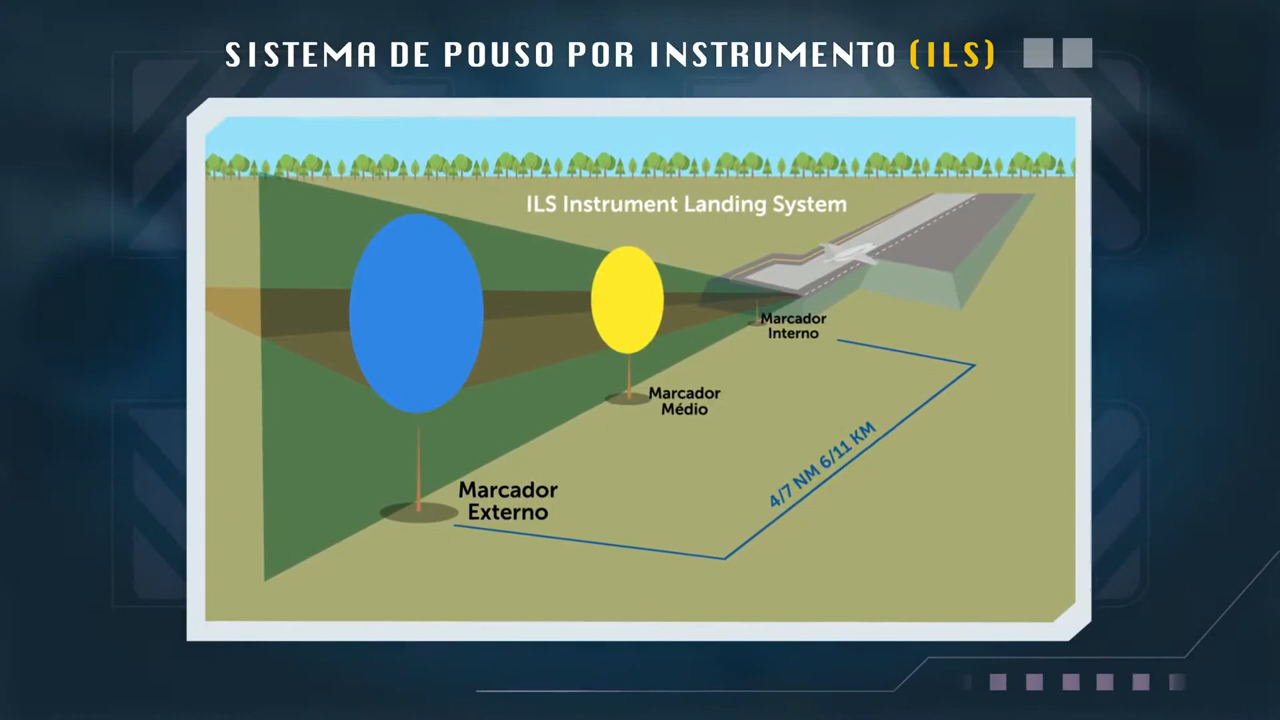 SISTEMA DE POUSO POR INSTRUMENTO (ILS)
ILS Instrument Landing System
Marcador
Interno
Marcador
Médio
4/7 NM 6/11 KM
Marcador
Externo